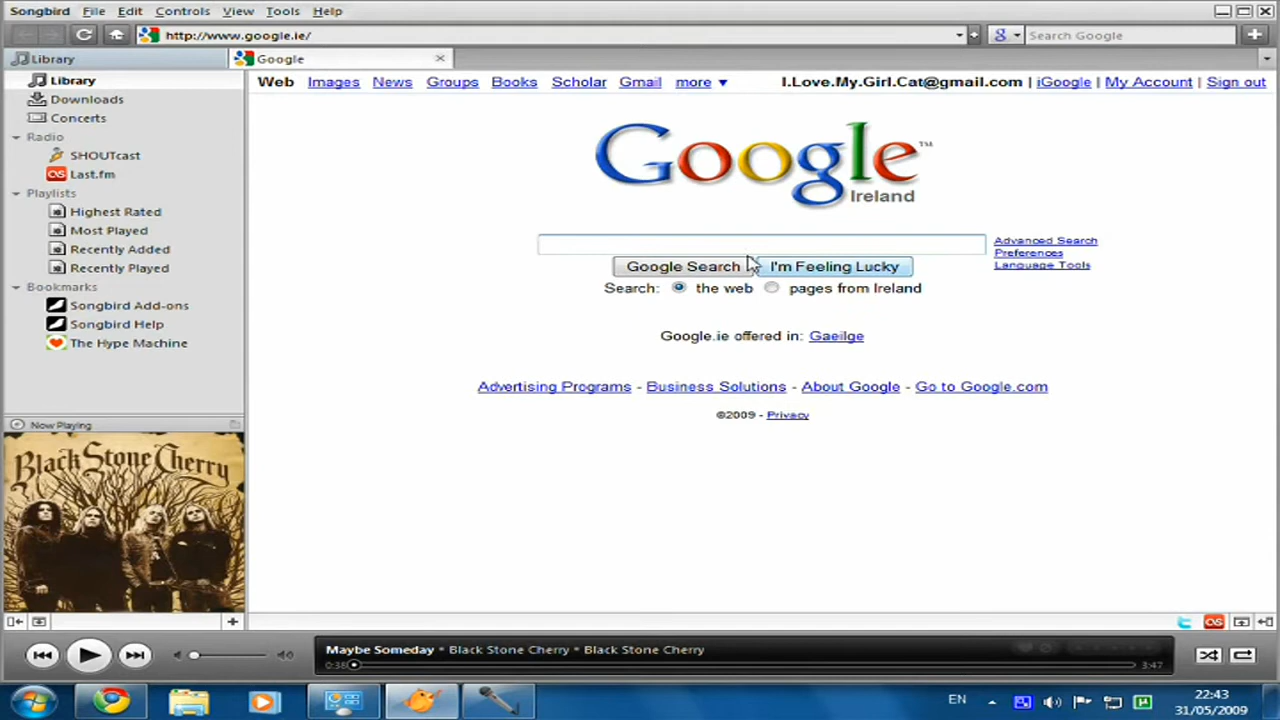 Songbird File Edit Controls View Tools Help
http://www.google.ie/ Search Google
Library Google
Library
Downloads
Concerts
Radio
SHOUTcast
Last.fm
Playlists
Highest Rated
Most Played
Recently Added
Recently Played
Bookmarks
Songbird Add-ons
Songbird Help
The Hype Machine
Web Images News Groups Books Scholar Gmail more ▼ I.Love.My.Girl.Cat@gmail.com | iGoogle | My Account | Sign out
Google™
Ireland
Advanced Search
Preferences
Language Tools
Google Search I'm Feeling Lucky
Search: the web pages from Ireland
Google.ie offered in: Gaeilge
Advertising Programs - Business Solutions - About Google - Go to Google.com
©2009 - Privacy
Now Playing
Black Stone Cherry
Maybe Someday • Black Stone Cherry • Black Stone Cherry
0:38 3:47
EN 22:43
31/05/2009